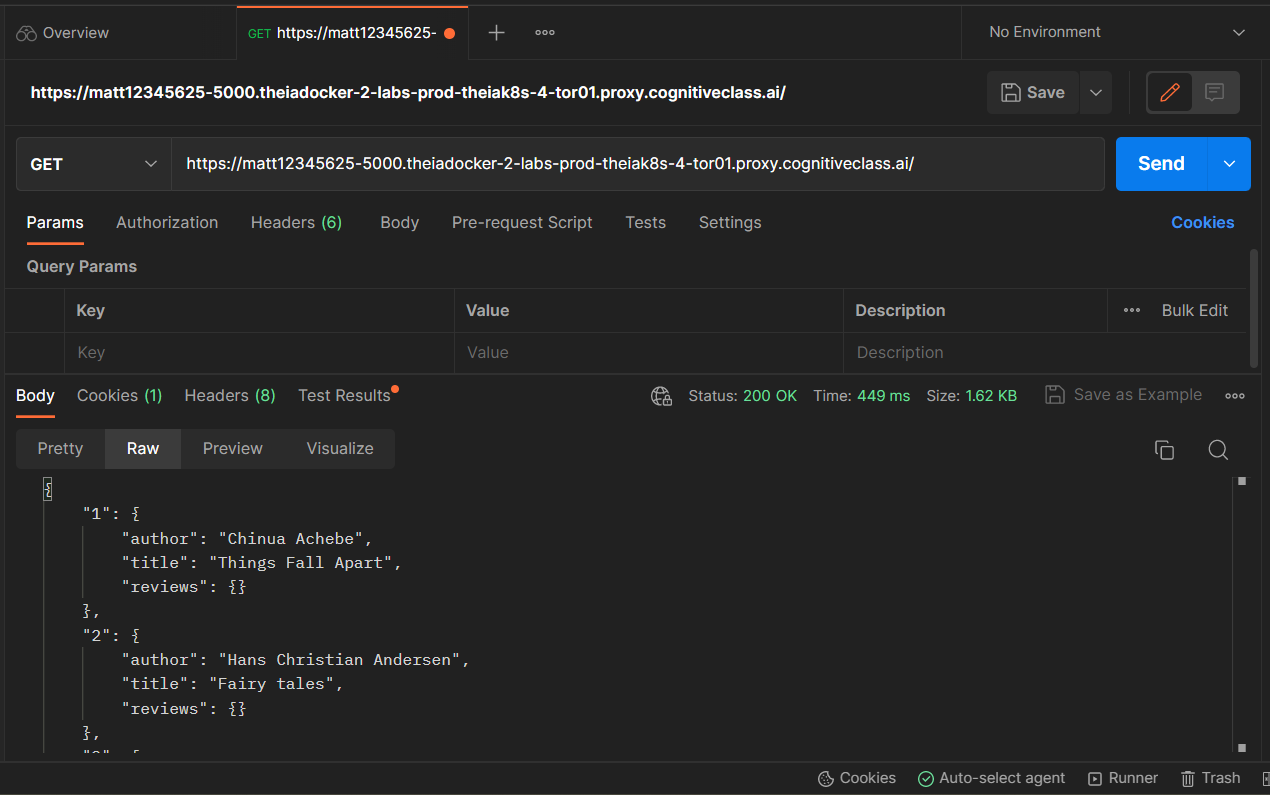 Overview
GET https://matt12345625-
No Environment
https://matt12345625-5000.theiadocker-2-labs-prod-theiak8s-4-tor01.proxy.cognitiveclass.ai/
Save
GET
https://matt12345625-5000.theiadocker-2-labs-prod-theiak8s-4-tor01.proxy.cognitiveclass.ai/
Send
Params Authorization Headers (6) Body Pre-request Script Tests Settings Cookies
Query Params
Key Value Description Bulk Edit
Key Value Description
Body Cookies (1) Headers (8) Test Results Status: 200 OK Time: 449 ms Size: 1.62 KB Save as Example
Pretty Raw Preview Visualize
{
"1": {
"author": "Chinua Achebe",
"title": "Things Fall Apart",
"reviews": {}
},
"2": {
"author": "Hans Christian Andersen",
"title": "Fairy tales",
"reviews": {}
},
Cookies Auto-select agent Runner Trash